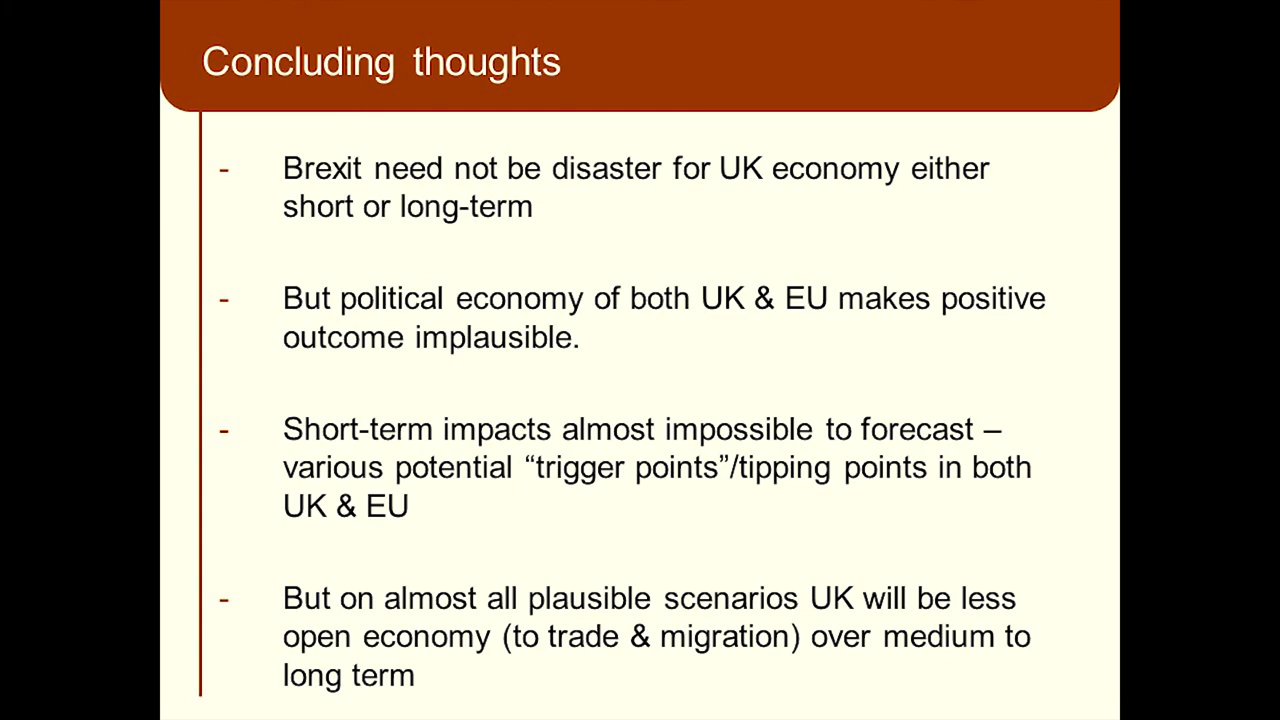 Concluding thoughts
- Brexit need not be disaster for UK economy either
short or long-term
- But political economy of both UK & EU makes positive
outcome implausible.
- Short-term impacts almost impossible to forecast –
various potential “trigger points”/tipping points in both
UK & EU
- But on almost all plausible scenarios UK will be less
open economy (to trade & migration) over medium to
long term